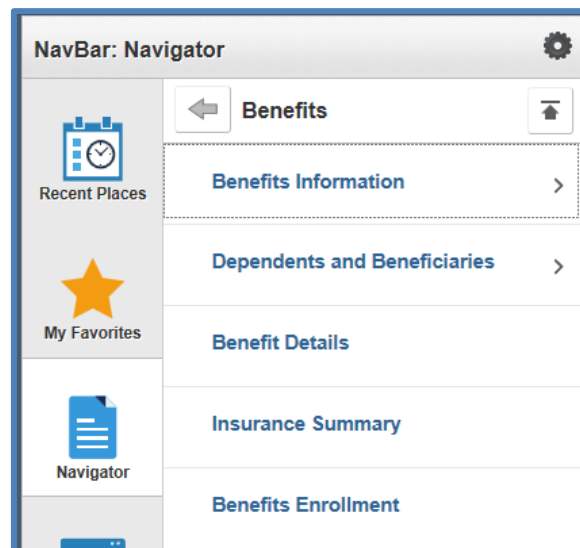 NavBar: Navigator
Benefits
Recent Places
Benefits Information
Dependents and Beneficiaries
My Favorites
Benefit Details
Insurance Summary
Navigator
Benefits Enrollment